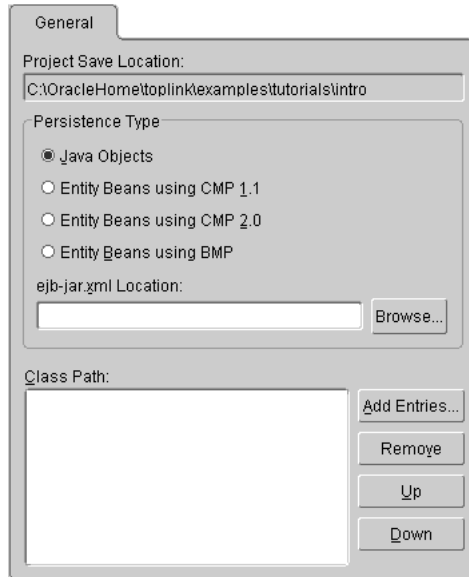 General
Project Save Location:
C:\OracleHome\toplink\examples\tutorials\intro
Persistence Type
Java Objects
Entity Beans using CMP 1.1
Entity Beans using CMP 2.0
Entity Beans using BMP
ejb-jar.xml Location:
Browse...
Class Path:
Add Entries...
Remove
Up
Down